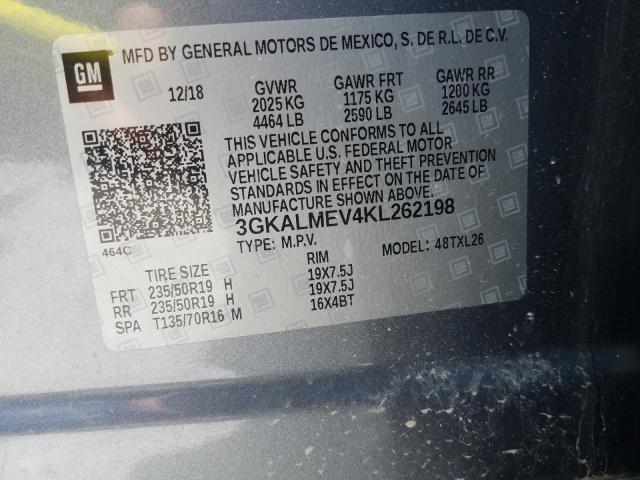 GM
MFD BY GENERAL MOTORS DE MEXICO, S. DE R.L. DE C.V.
12/18 GVWR GAWR FRT GAWR RR
2025 KG 1175 KG 1200 KG
4464 LB 2590 LB 2645 LB
THIS VEHICLE CONFORMS TO ALL
APPLICABLE U.S. FEDERAL MOTOR
VEHICLE SAFETY AND THEFT PREVENTION
STANDARDS IN EFFECT ON THE DATE OF
MANUFACTURE SHOWN ABOVE.
3GKALMEV4KL262198
464C TYPE: M.P.V. MODEL: 48TXL26
TIRE SIZE RIM
FRT 235/50R19 H 19X7.5J
RR 235/50R19 H 19X7.5J
SPA T135/70R16 M 16X4BT